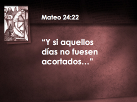 Mateo 24:22
“Y si aquellos
días no fuesen
acortados…”